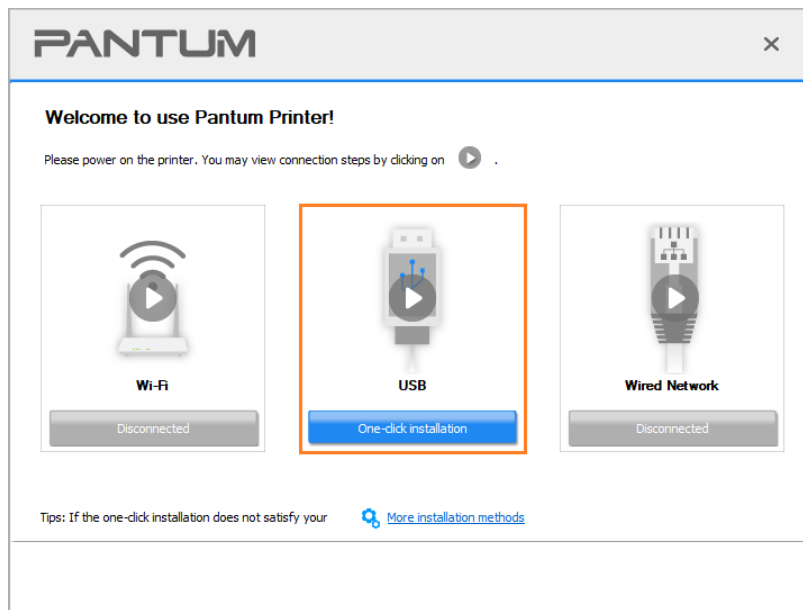 PANTUM
Welcome to use Pantum Printer!
Please power on the printer. You may view connection steps by clicking on .
Wi-Fi
USB
Wired Network
Disconnected
One-click installation
Disconnected
Tips: If the one-click installation does not satisfy your More installation methods